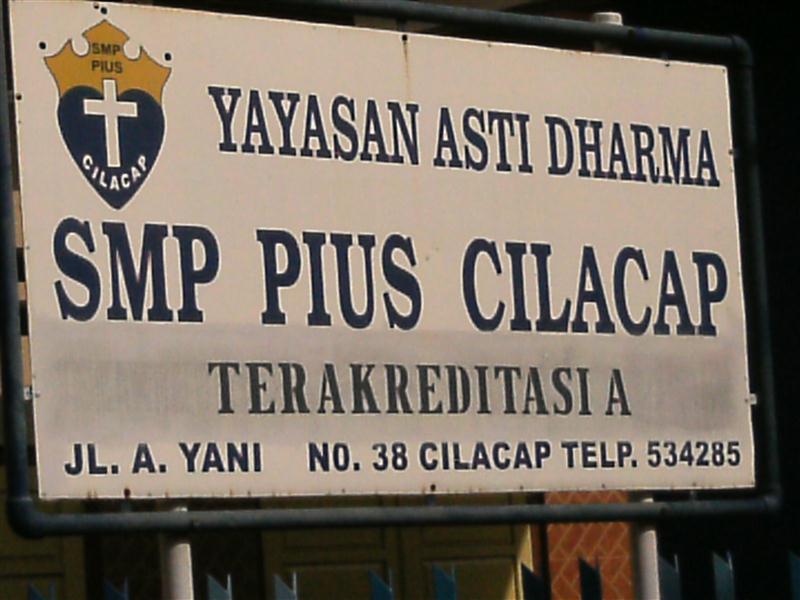 SMP
PIUS
CILACAP
YAYASAN ASTI DHARMA
SMP PIUS CILACAP
TERAKREDITASI A
JL. A. YANI NO. 38 CILACAP TELP. 534285